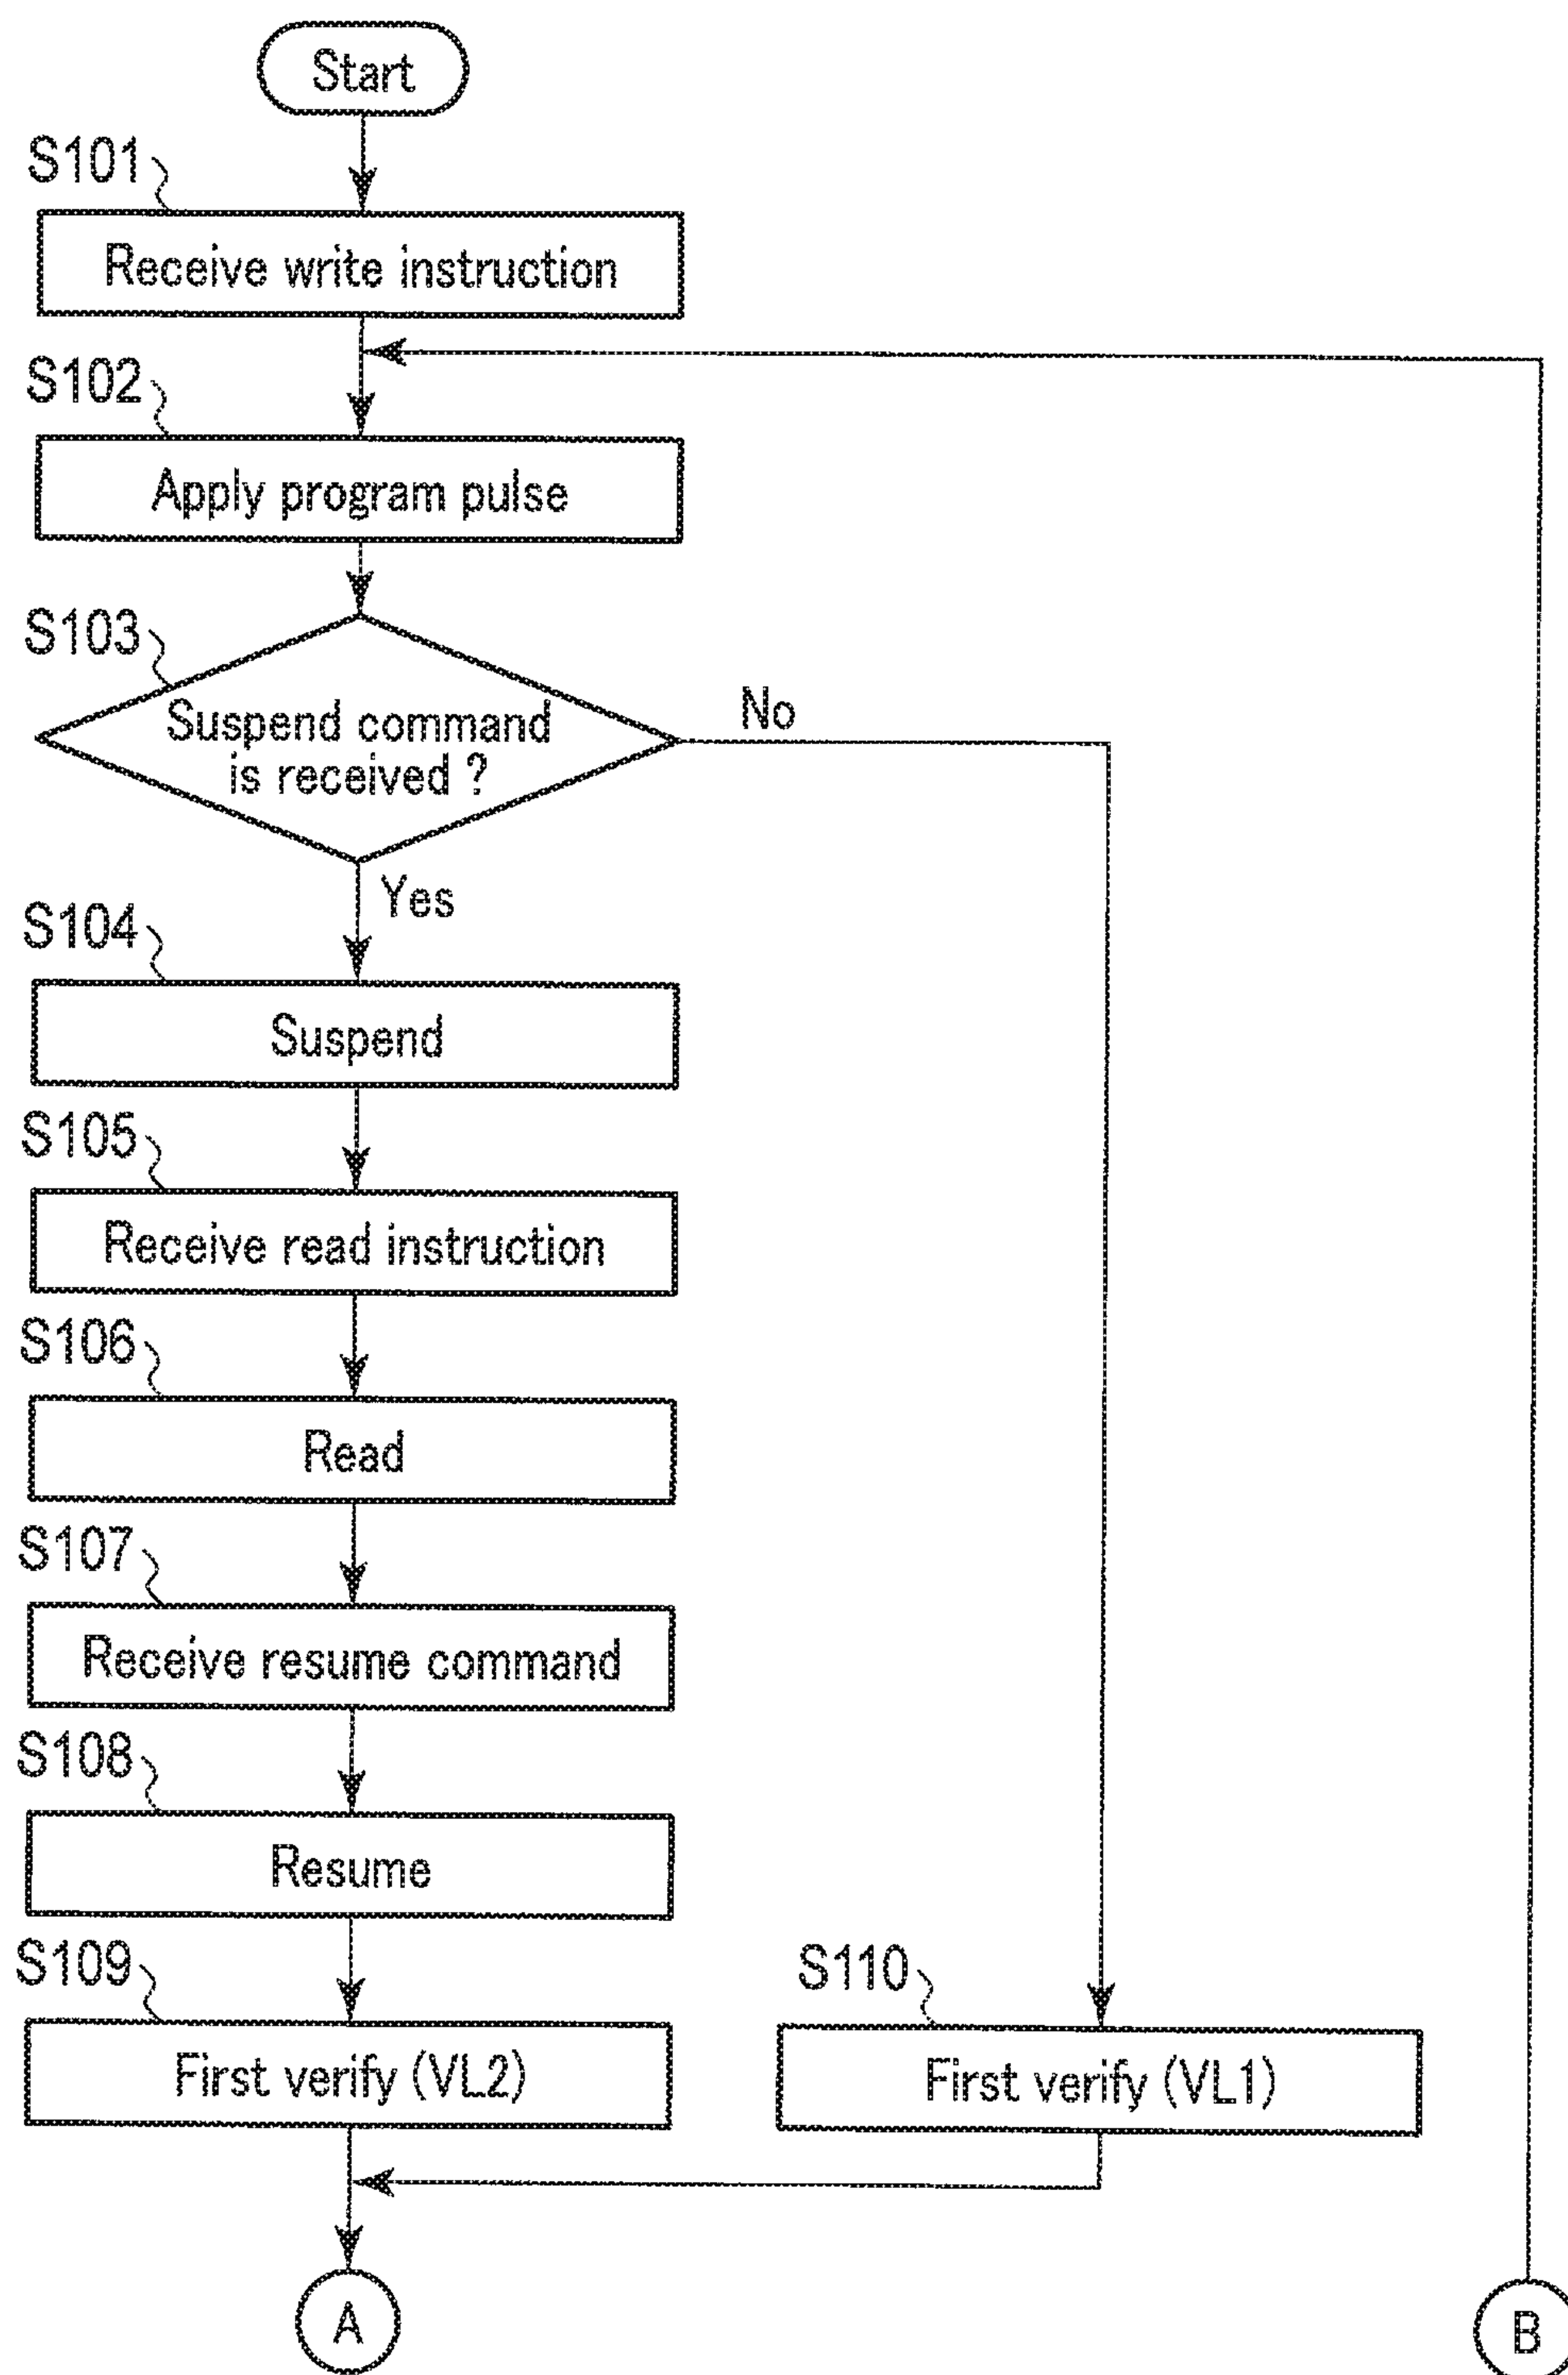 Start
S101
Receive write instruction
S102
Apply program pulse
S103
Suspend command
is received ?
No
Yes
S104
Suspend
S105
Receive read instruction
S106
Read
S107
Receive resume command
S108
Resume
S109
First verify (VL2)
S110
First verify (VL1)
A
B